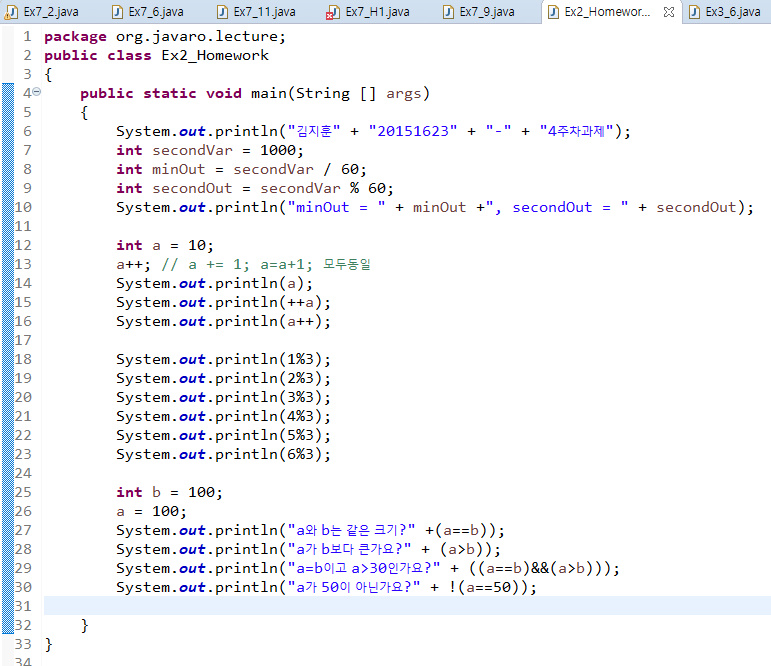 Ex7_2.java Ex7_6.java Ex7_11.java Ex7_H1.java Ex7_9.java Ex2_Homewor... Ex3_6.java
1 package org.javaro.lecture;
2 public class Ex2_Homework
3 {
4 public static void main(String [] args)
5 {
6 System.out.println("김지훈" + "20151623" + "-" + "4주차과제");
7 int secondVar = 1000;
8 int minOut = secondVar / 60;
9 int secondOut = secondVar % 60;
10 System.out.println("minOut = " + minOut +", secondOut = " + secondOut);
11
12 int a = 10;
13 a++; // a += 1; a=a+1; 모두동일
14 System.out.println(a);
15 System.out.println(++a);
16 System.out.println(a++);
17
18 System.out.println(1%3);
19 System.out.println(2%3);
20 System.out.println(3%3);
21 System.out.println(4%3);
22 System.out.println(5%3);
23 System.out.println(6%3);
24
25 int b = 100;
26 a = 100;
27 System.out.println("a와 b는 같은 크기?" +(a==b));
28 System.out.println("a가 b보다 큰가요?" + (a>b));
29 System.out.println("a=b이고 a>30인가요?" + ((a==b)&&(a>b)));
30 System.out.println("a가 50이 아닌가요?" + !(a==50));
31
32 }
33 }
34